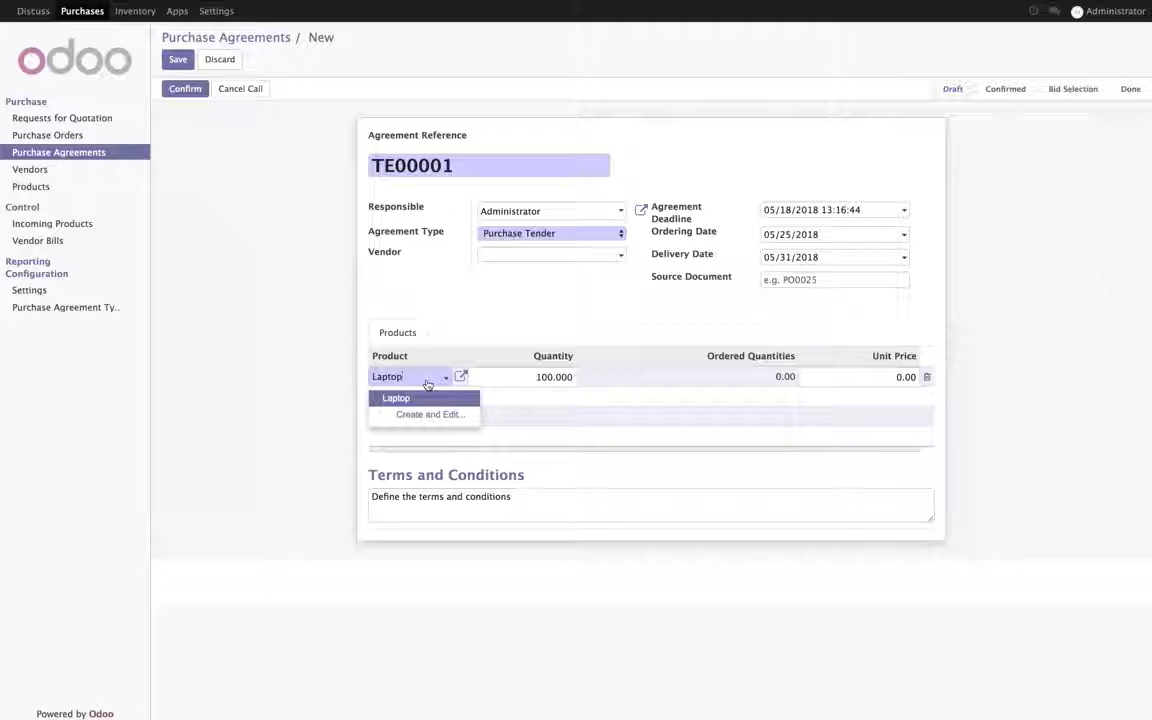 Discuss Purchases Inventory Apps Settings Administrator
odoo
Purchase Agreements / New
Save Discard
Confirm Cancel Call Draft Confirmed Bid Selection Done
Purchase
Requests for Quotation
Purchase Orders
Purchase Agreements
Vendors
Products
Control
Incoming Products
Vendor Bills
Reporting
Configuration
Settings
Purchase Agreement Ty..
Agreement Reference
TE00001
Responsible Administrator
Agreement Type Purchase Tender
Vendor
Agreement Deadline 05/18/2018 13:16:44
Ordering Date 05/25/2018
Delivery Date 05/31/2018
Source Document e.g. PO0025
Products
Product Quantity Ordered Quantities Unit Price
Laptop 100.000 0.00 0.00
Laptop
Create and Edit...
Terms and Conditions
Define the terms and conditions
Powered by Odoo